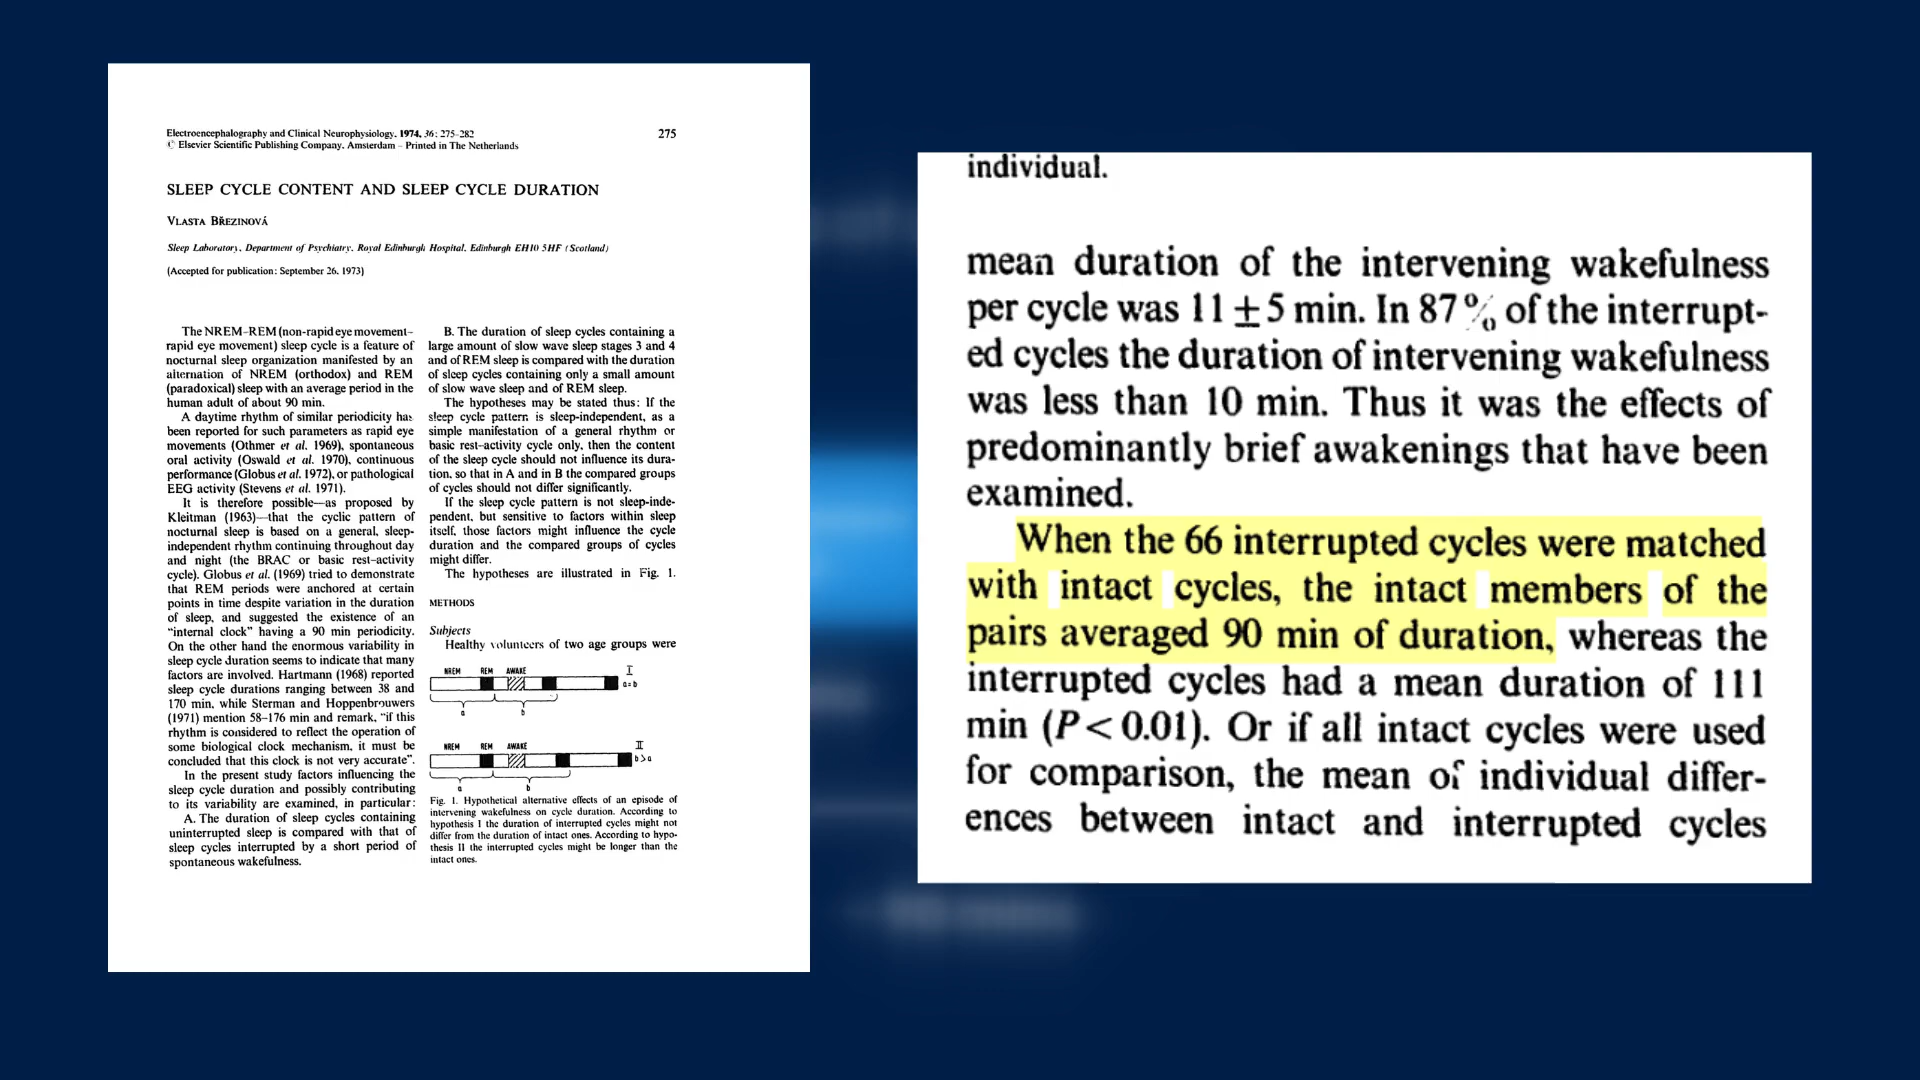 Electroencephalography and Clinical Neurophysiology, 1974, 36: 275-282
275
© Elsevier Scientific Publishing Company, Amsterdam – Printed in The Netherlands
SLEEP CYCLE CONTENT AND SLEEP CYCLE DURATION
VLASTA BŘEZINOVÁ
Sleep Laboratory, Department of Psychiatry, Royal Edinburgh Hospital, Edinburgh EH10 5HF (Scotland)
(Accepted for publication: September 26, 1973)
The NREM–REM (non-rapid eye movement–
rapid eye movement) sleep cycle is a feature of
nocturnal sleep organization manifested by an
alternation of NREM (orthodox) and REM
(paradoxical) sleep with an average period in the
human adult of about 90 min.
A daytime rhythm of similar periodicity has
been reported for such parameters as rapid eye
movements (Othmer et al. 1969), spontaneous
oral activity (Oswald et al. 1970), continuous
performance (Globus et al. 1972), or pathological
EEG activity (Stevens et al. 1971).
It is therefore possible—as proposed by
Kleitman (1963)—that the cyclic pattern of
nocturnal sleep is based on a general, sleep-
independent rhythm continuing throughout day
and night (the BRAC or basic rest–activity
cycle). Globus et al. (1969) tried to demonstrate
that REM periods were anchored at certain
points in time despite variation in the duration
of sleep, and suggested the existence of an
“internal clock” having a 90 min periodicity.
On the other hand the enormous variability in
sleep cycle duration seems to indicate that many
factors are involved. Hartmann (1968) reported
sleep cycle durations ranging between 38 and
170 min, while Sterman and Hoppenbrouwers
(1971) mention 58–176 min and remark, “if this
rhythm is considered to reflect the operation of
some biological clock mechanism, it must be
concluded that this clock is not very accurate”.
In the present study factors influencing the
sleep cycle duration and possibly contributing
to its variability are examined, in particular:
A. The duration of sleep cycles containing
uninterrupted sleep is compared with that of
sleep cycles interrupted by a short period of
spontaneous wakefulness.
B. The duration of sleep cycles containing a
large amount of slow wave sleep stages 3 and 4
and of REM sleep is compared with the duration
of sleep cycles containing only a small amount
of slow wave sleep and of REM sleep.
The hypotheses may be stated thus: If the
sleep cycle pattern is sleep-independent, as a
simple manifestation of a general rhythm or
basic rest–activity cycle only, then the content
of the sleep cycle should not influence its dura-
tion, so that in A and in B the compared groups
of cycles should not differ significantly.
If the sleep cycle pattern is not sleep-inde-
pendent, but sensitive to factors within sleep
itself, those factors might influence the cycle
duration and the compared groups of cycles
might differ.
The hypotheses are illustrated in Fig. 1.
METHODS
Subjects
Healthy volunteers of two age groups were
NREM REM AWAKE I
a=b
a b
NREM REM AWAKE II
b>a
a b
Fig. 1. Hypothetical alternative effects of an episode of
intervening wakefulness on cycle duration. According to
hypothesis I the duration of interrupted cycles might not
differ from the duration of intact ones. According to hypo-
thesis II the interrupted cycles might be longer than the
intact ones.
individual.
mean duration of the intervening wakefulness
per cycle was 11 ± 5 min. In 87% of the interrupt-
ed cycles the duration of intervening wakefulness
was less than 10 min. Thus it was the effects of
predominantly brief awakenings that have been
examined.
When the 66 interrupted cycles were matched
with intact cycles, the intact members of the
pairs averaged 90 min of duration, whereas the
interrupted cycles had a mean duration of 111
min (P < 0.01). Or if all intact cycles were used
for comparison, the mean of individual differ-
ences between intact and interrupted cycles